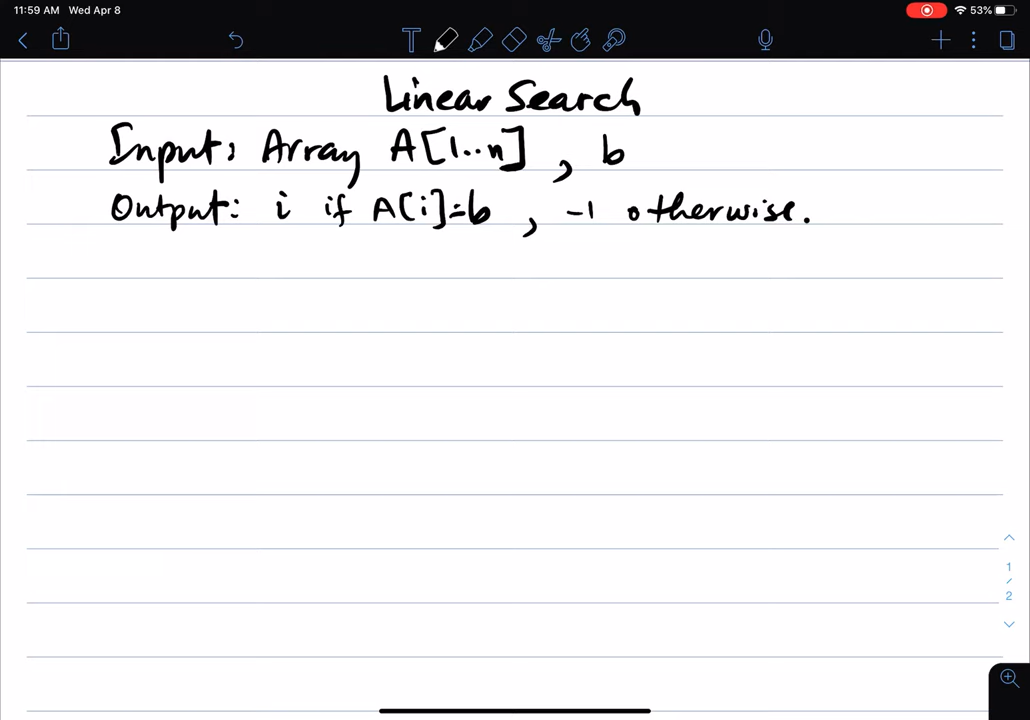 11:59 AM Wed Apr 8 53%
T
Linear Search
Input: Array A[1..n] , b
Output: i if A[i]=b , -1 otherwise.
1
/
2